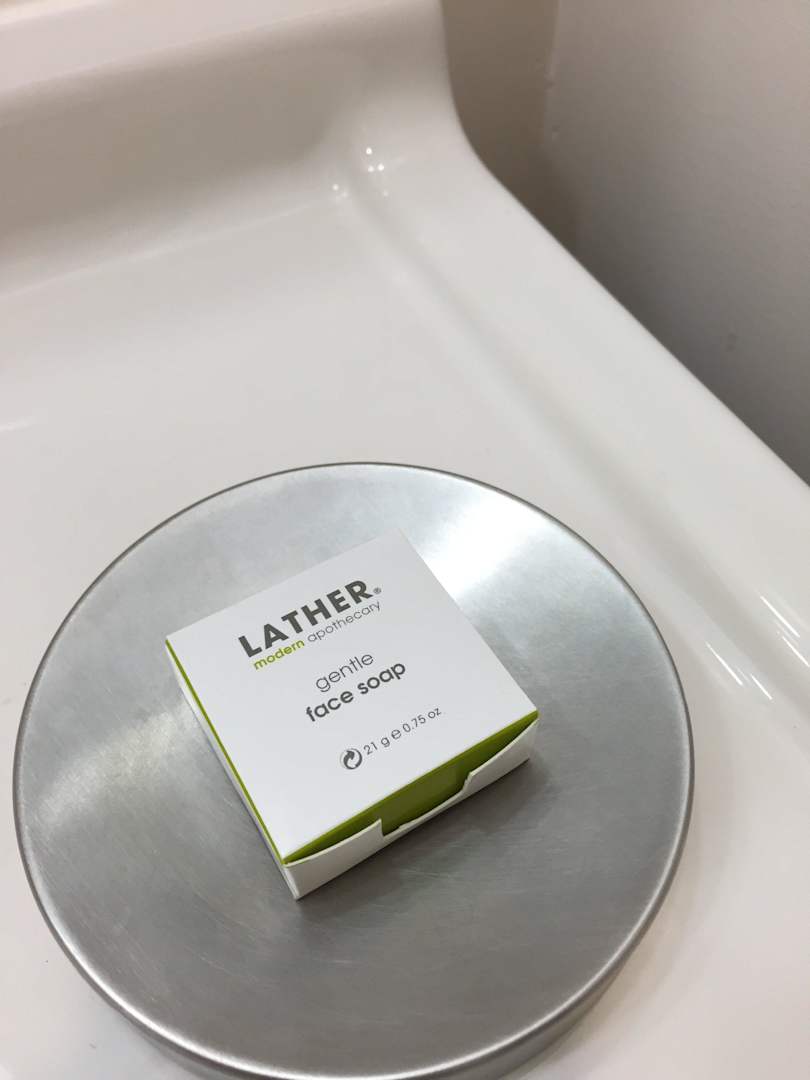 LATHER®
modern apothecary
gentle
face soap
21 g ℮ 0.75 oz